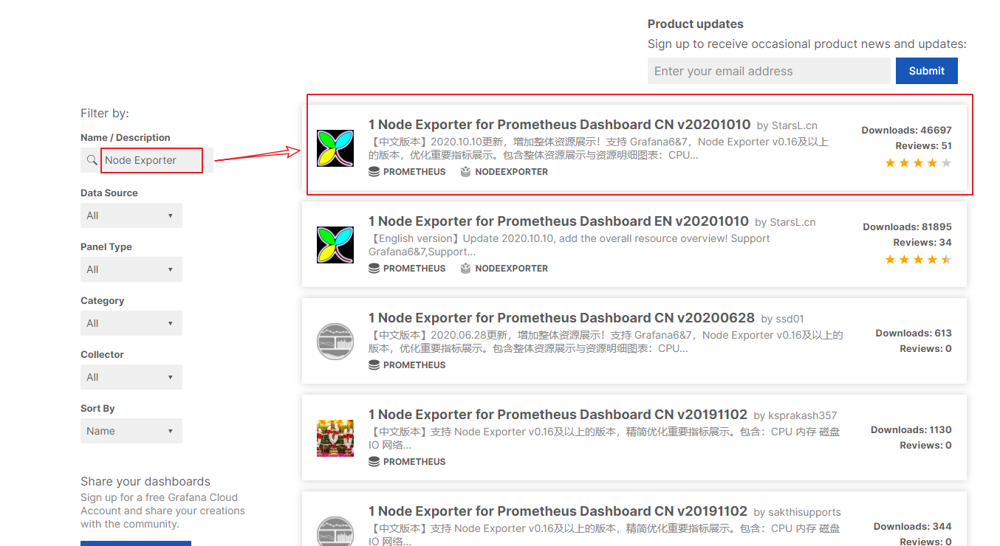 Product updates
Sign up to receive occasional product news and updates:
Enter your email address
Submit
Filter by:
Name / Description
Node Exporter
Data Source
All
Panel Type
All
Category
All
Collector
All
Sort By
Name
Share your dashboards
Sign up for a free Grafana Cloud
Account and share your creations
with the community.
1 Node Exporter for Prometheus Dashboard CN v20201010 by StarsL.cn
【中文版本】2020.10.10更新，增加整体资源展示！支持 Grafana6&7，Node Exporter v0.16及以上
的版本，优化重要指标展示。包含整体资源展示与资源明细图表：CPU...
PROMETHEUS NODEEXPORTER
Downloads: 46697
Reviews: 51
1 Node Exporter for Prometheus Dashboard EN v20201010 by StarsL.cn
【English version】Update 2020.10.10, add the overall resource overview! Support
Grafana6&7,Support...
PROMETHEUS NODEEXPORTER
Downloads: 81895
Reviews: 34
1 Node Exporter for Prometheus Dashboard CN v20200628 by ssd01
【中文版本】2020.06.28更新，增加整体资源展示！支持 Grafana6&7，Node Exporter v0.16及以上的
版本，优化重要指标展示。包含整体资源展示与资源明细图表：CPU...
PROMETHEUS
Downloads: 613
Reviews: 0
1 Node Exporter for Prometheus Dashboard CN v20191102 by ksprakash357
【中文版本】支持 Node Exporter v0.16及以上的版本，精简优化重要指标展示。包含：CPU 内存 磁盘
IO 网络...
PROMETHEUS
Downloads: 1130
Reviews: 0
1 Node Exporter for Prometheus Dashboard CN v20191102 by sakthisupports
【中文版本】支持 Node Exporter v0.16及以上的版本，精简优化重要指标展示。包含：CPU 内存 磁盘
IO 网络...
Downloads: 344
Reviews: 0